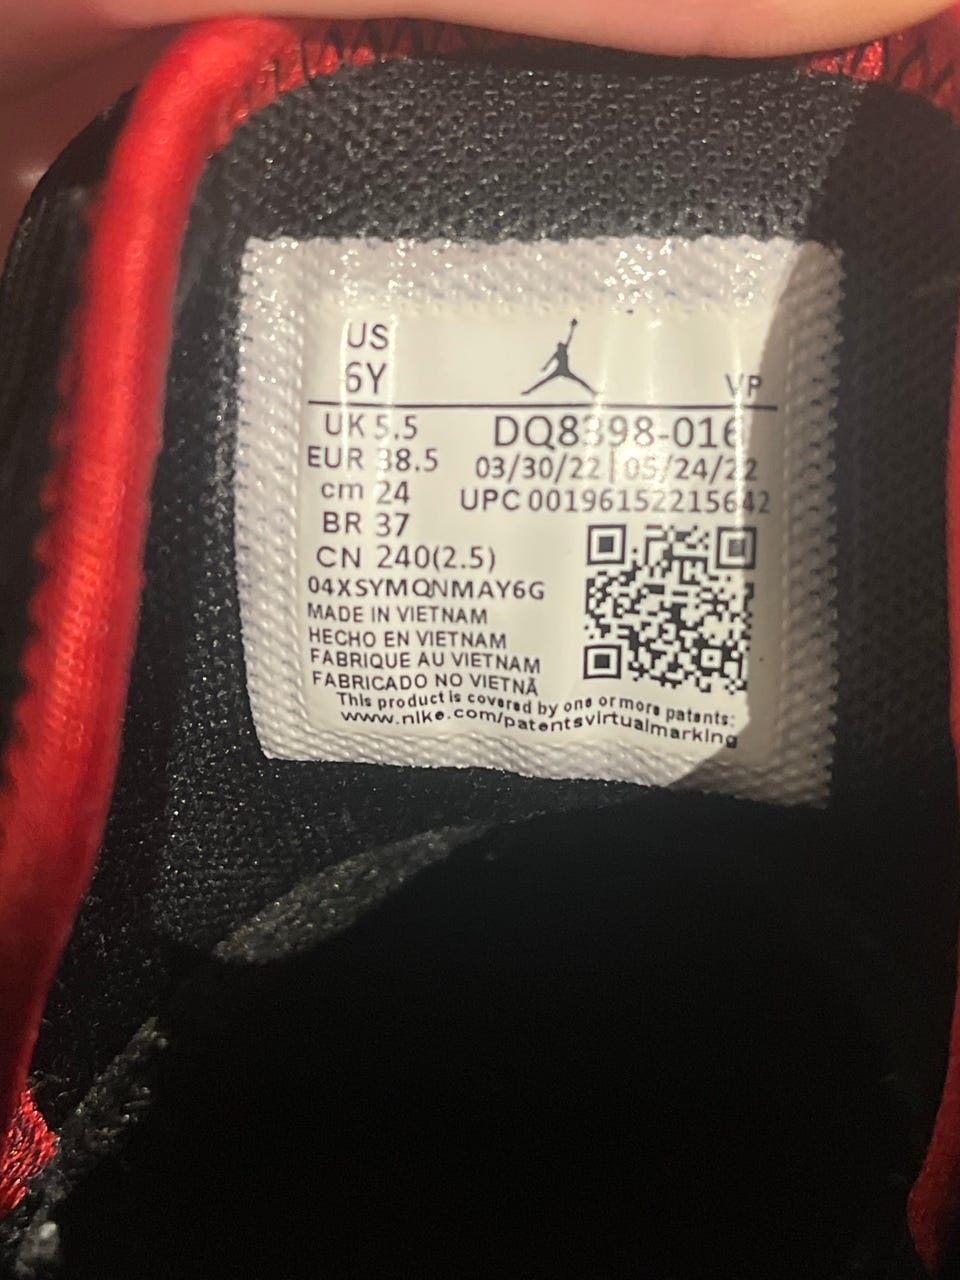 US
6Y
VP
UK 5.5
DQ8398-016
EUR 38.5
03/30/22 | 05/24/22
cm 24
UPC 00196152215642
BR 37
CN 240(2.5)
04XSYMQNMAY6G
MADE IN VIETNAM
HECHO EN VIETNAM
FABRIQUE AU VIETNAM
FABRICADO NO VIETNÃ
This product is covered by one or more patents:
www.nike.com/patentsvirtualmarking